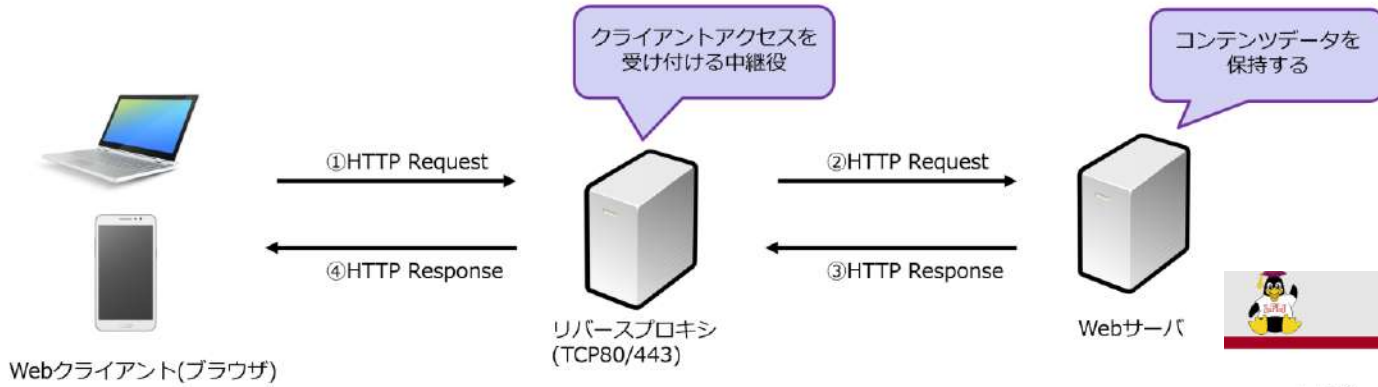 クライアントアクセスを
受け付ける中継役
コンテンツデータを
保持する
①HTTP Request
②HTTP Request
④HTTP Response
③HTTP Response
リバースプロキシ
(TCP80/443)
Webサーバ
Webクライアント(ブラウザ)